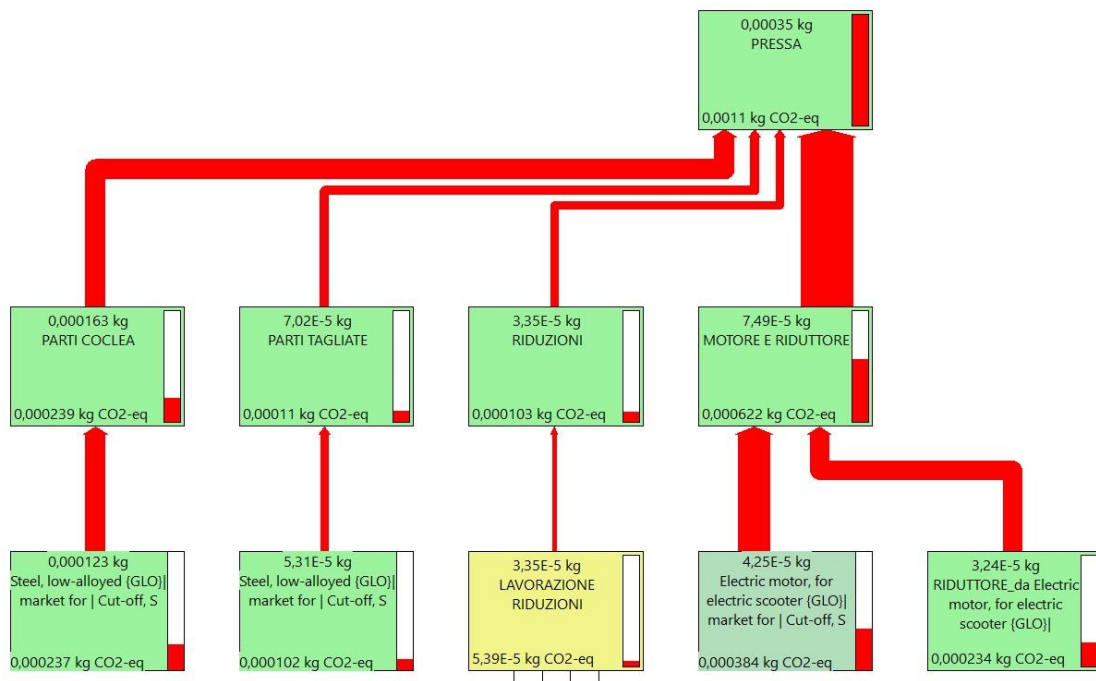 0,00035 kg
PRESSA
0,0011 kg CO2-eq
0,000163 kg
PARTI COCLEA
0,000239 kg CO2-eq
7,02E-5 kg
PARTI TAGLIATE
0,00011 kg CO2-eq
3,35E-5 kg
RIDUZIONI
0,000103 kg CO2-eq
7,49E-5 kg
MOTORE E RIDUTTORE
0,000622 kg CO2-eq
0,000123 kg
Steel, low-alloyed {GLO}|
market for | Cut-off, S
0,000237 kg CO2-eq
5,31E-5 kg
Steel, low-alloyed {GLO}|
market for | Cut-off, S
0,000102 kg CO2-eq
3,35E-5 kg
LAVORAZIONE
RIDUZIONI
5,39E-5 kg CO2-eq
4,25E-5 kg
Electric motor, for
electric scooter {GLO}|
market for | Cut-off, S
0,000384 kg CO2-eq
3,24E-5 kg
RIDUTTORE_da Electric
motor, for electric
scooter {GLO}|
0,000234 kg CO2-eq